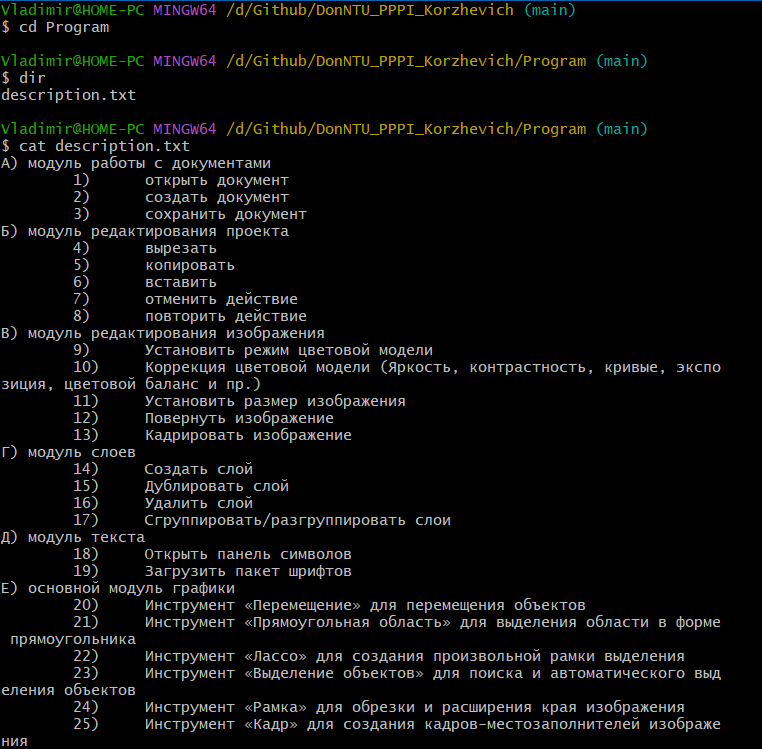 Vladimir@HOME-PC MINGW64 /d/Github/DonNTU_PPPI_Korzhevich (main)
$ cd Program
Vladimir@HOME-PC MINGW64 /d/Github/DonNTU_PPPI_Korzhevich/Program (main)
$ dir
description.txt
Vladimir@HOME-PC MINGW64 /d/Github/DonNTU_PPPI_Korzhevich/Program (main)
$ cat description.txt
А) модуль работы с документами
1) открыть документ
2) создать документ
3) сохранить документ
Б) модуль редактирования проекта
4) вырезать
5) копировать
6) вставить
7) отменить действие
8) повторить действие
В) модуль редактирования изображения
9) Установить режим цветовой модели
10) Коррекция цветовой модели (Яркость, контрастность, кривые, экспо
зиция, цветовой баланс и пр.)
11) Установить размер изображения
12) Повернуть изображение
13) Кадрировать изображение
Г) модуль слоев
14) Создать слой
15) Дублировать слой
16) Удалить слой
17) Сгруппировать/разгруппировать слои
Д) модуль текста
18) Открыть панель символов
19) Загрузить пакет шрифтов
Е) основной модуль графики
20) Инструмент «Перемещение» для перемещения объектов
21) Инструмент «Прямоугольная область» для выделения области в форме
прямоугольника
22) Инструмент «Лассо» для создания произвольной рамки выделения
23) Инструмент «Выделение объектов» для поиска и автоматического выд
еления объектов
24) Инструмент «Рамка» для обрезки и расширения края изображения
25) Инструмент «Кадр» для создания кадров-местозаполнителей изображе
ния